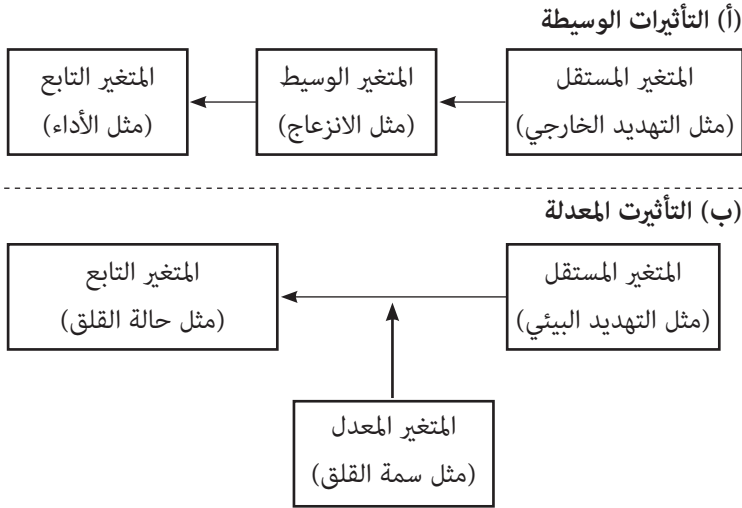 (أ) التأثيرات الوسيطة
المتغير المستقل
(مثل التهديد الخارجي)
المتغير الوسيط
(مثل الانزعاج)
المتغير التابع
(مثل الأداء)
(ب) التأثيرت المعدلة
المتغير المستقل
(مثل التهديد البيئي)
المتغير التابع
(مثل حالة القلق)
المتغير المعدل
(مثل سمة القلق)